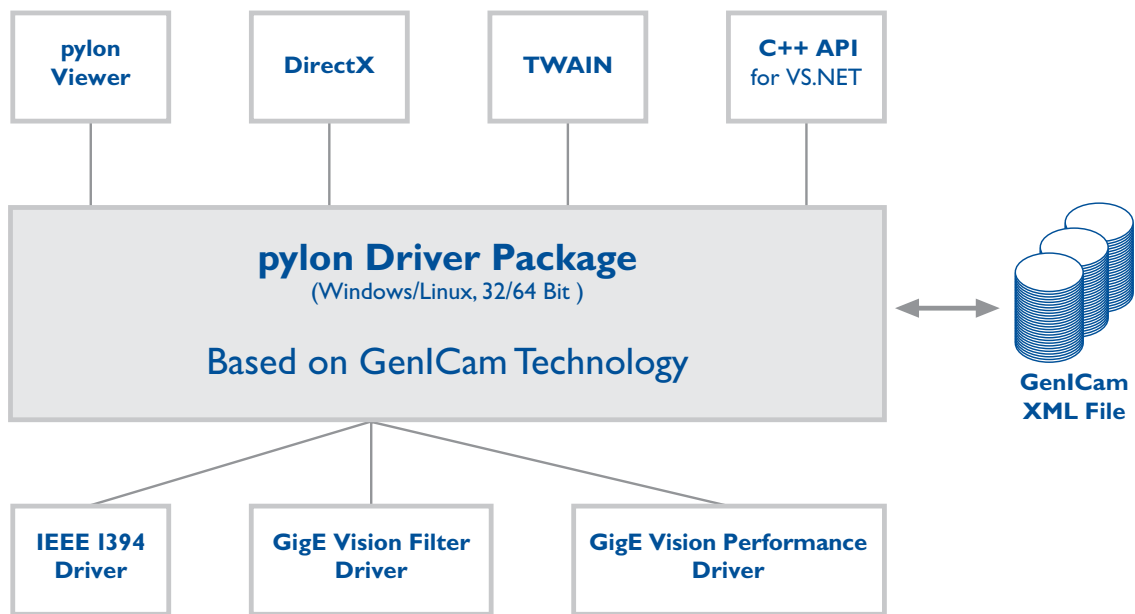 pylon
Viewer
DirectX
TWAIN
C++ API
for VS.NET
pylon Driver Package
(Windows/Linux, 32/64 Bit )
Based on GenICam Technology
GenICam
XML File
IEEE 1394
Driver
GigE Vision Filter
Driver
GigE Vision Performance
Driver